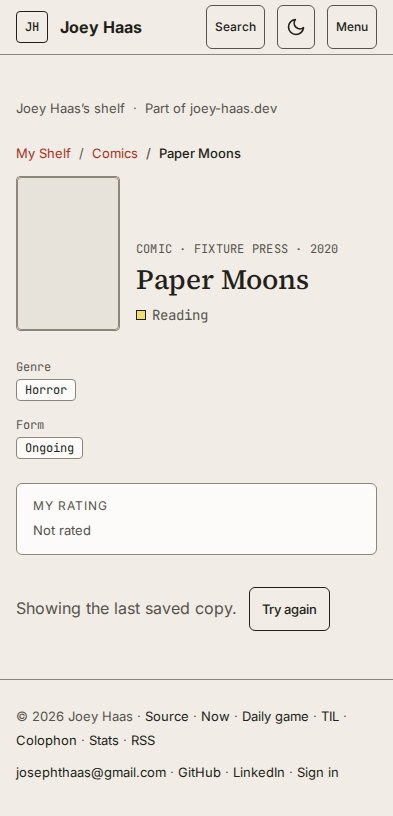 JH Joey Haas Search Menu
Joey Haas’s shelf · Part of joey-haas.dev
My Shelf / Comics / Paper Moons
COMIC · FIXTURE PRESS · 2020
Paper Moons
Reading
Genre
Horror
Form
Ongoing
MY RATING
Not rated
Showing the last saved copy. Try again
© 2026 Joey Haas · Source · Now · Daily game · TIL ·
Colophon · Stats · RSS
josephthaas@gmail.com · GitHub · LinkedIn · Sign in